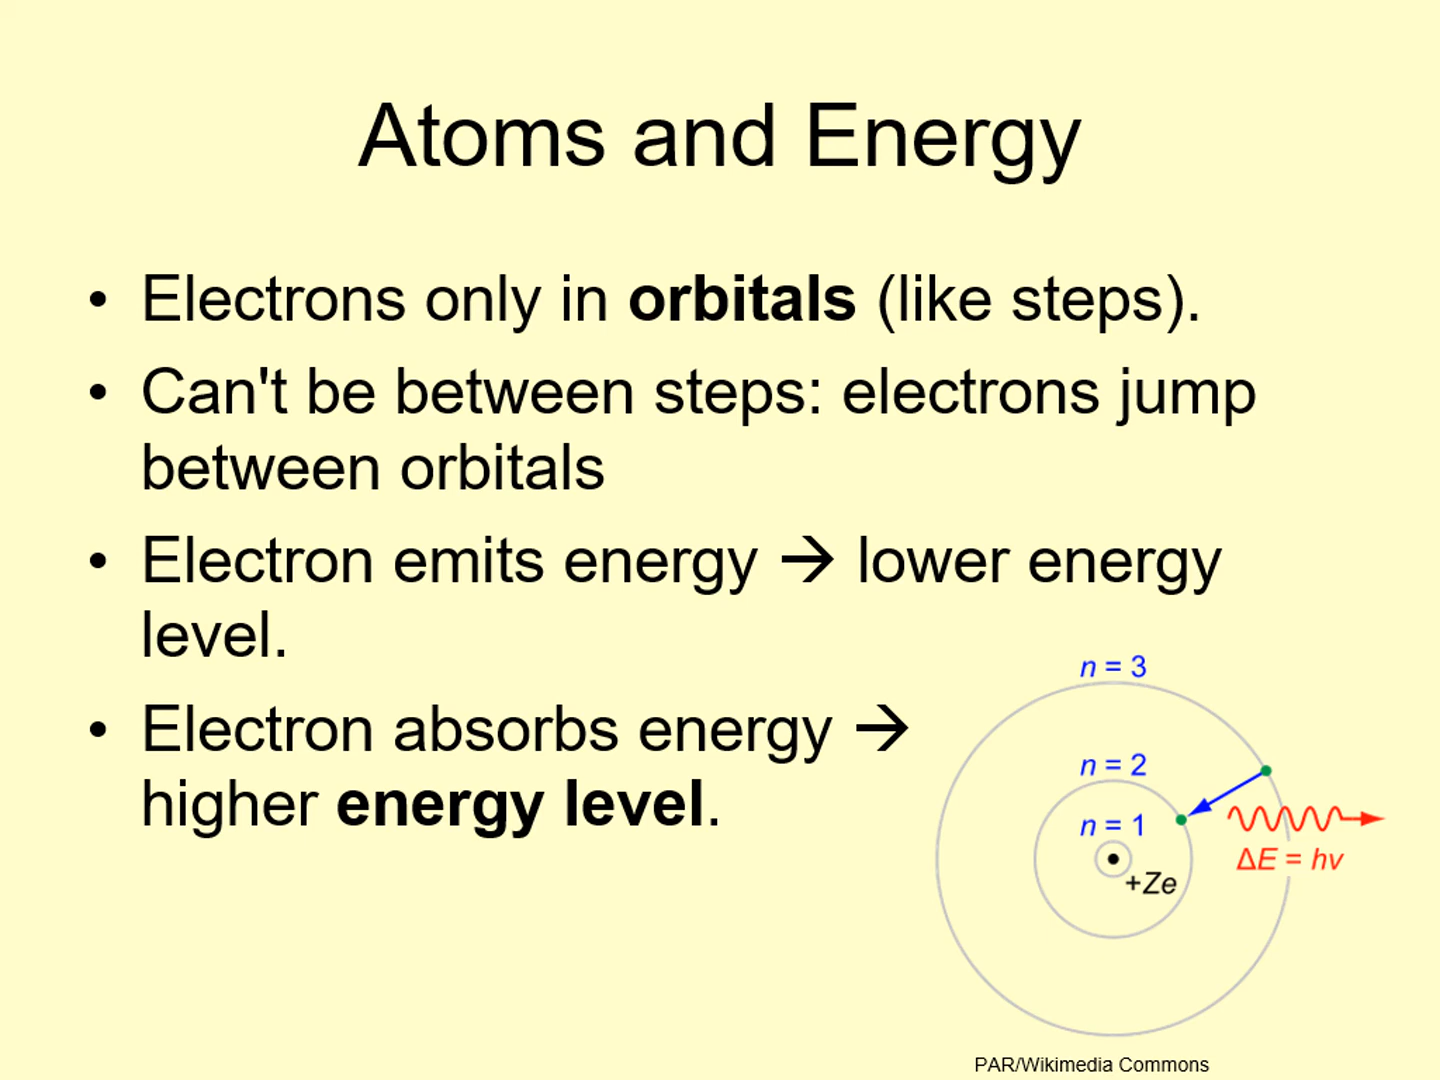 Atoms and Energy
• Electrons only in orbitals (like steps).
• Can't be between steps: electrons jump
between orbitals
• Electron emits energy → lower energy
level.
• Electron absorbs energy →
higher energy level.
n = 3
n = 2
n = 1
+Ze
ΔE = hν
PAR/Wikimedia Commons